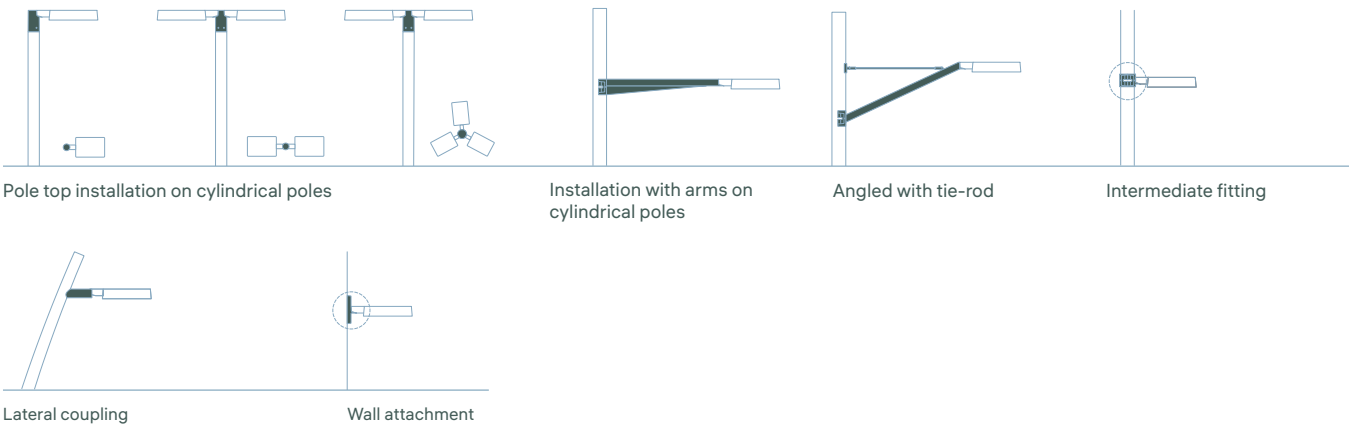 Pole top installation on cylindrical poles
Installation with arms on
cylindrical poles
Angled with tie-rod
Intermediate fitting
Lateral coupling
Wall attachment